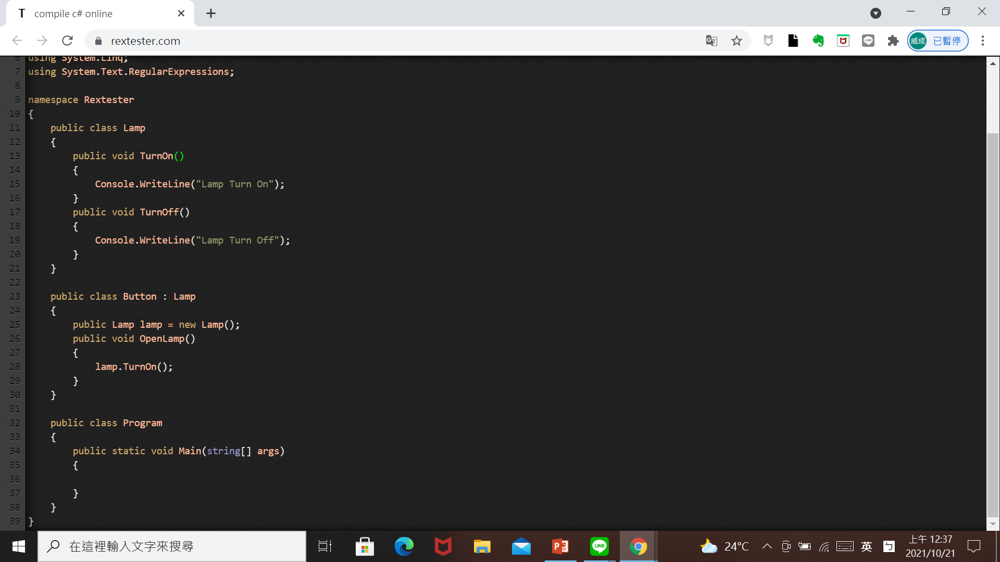 compile c# online
rextester.com
威成 已暫停
6 using System.Linq;
7 using System.Text.RegularExpressions;
8
9 namespace Rextester
10 {
11 public class Lamp
12 {
13 public void TurnOn()
14 {
15 Console.WriteLine("Lamp Turn On");
16 }
17 public void TurnOff()
18 {
19 Console.WriteLine("Lamp Turn Off");
20 }
21 }
22
23 public class Button : Lamp
24 {
25 public Lamp lamp = new Lamp();
26 public void OpenLamp()
27 {
28 lamp.TurnOn();
29 }
30 }
31
32 public class Program
33 {
34 public static void Main(string[] args)
35 {
36
37 }
38 }
39 }
在這裡輸入文字來搜尋
LINE
24°C
英
ㄅ
上午 12:37
2021/10/21